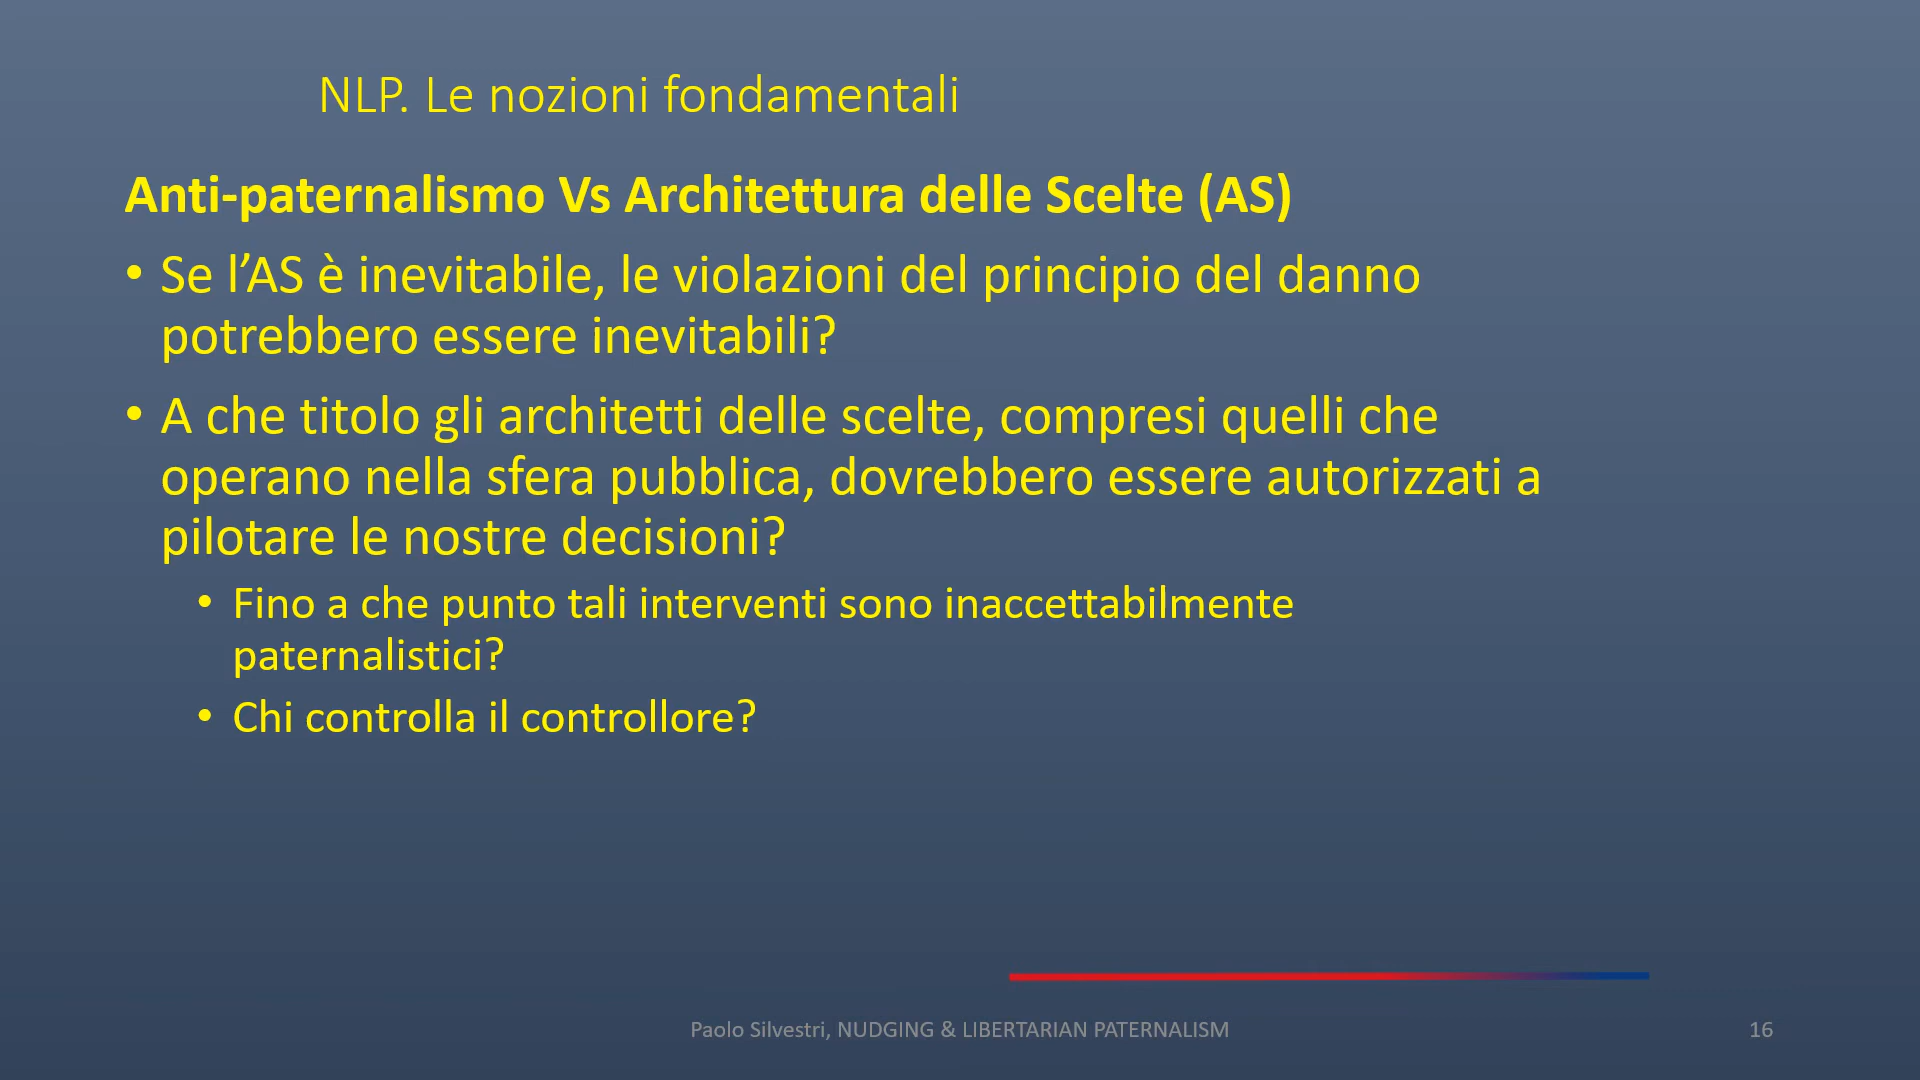 NLP. Le nozioni fondamentali
Anti-paternalismo Vs Architettura delle Scelte (AS)
• Se l’AS è inevitabile, le violazioni del principio del danno
potrebbero essere inevitabili?
• A che titolo gli architetti delle scelte, compresi quelli che
operano nella sfera pubblica, dovrebbero essere autorizzati a
pilotare le nostre decisioni?
• Fino a che punto tali interventi sono inaccettabilmente
paternalistici?
• Chi controlla il controllore?
Paolo Silvestri, NUDGING & LIBERTARIAN PATERNALISM
16